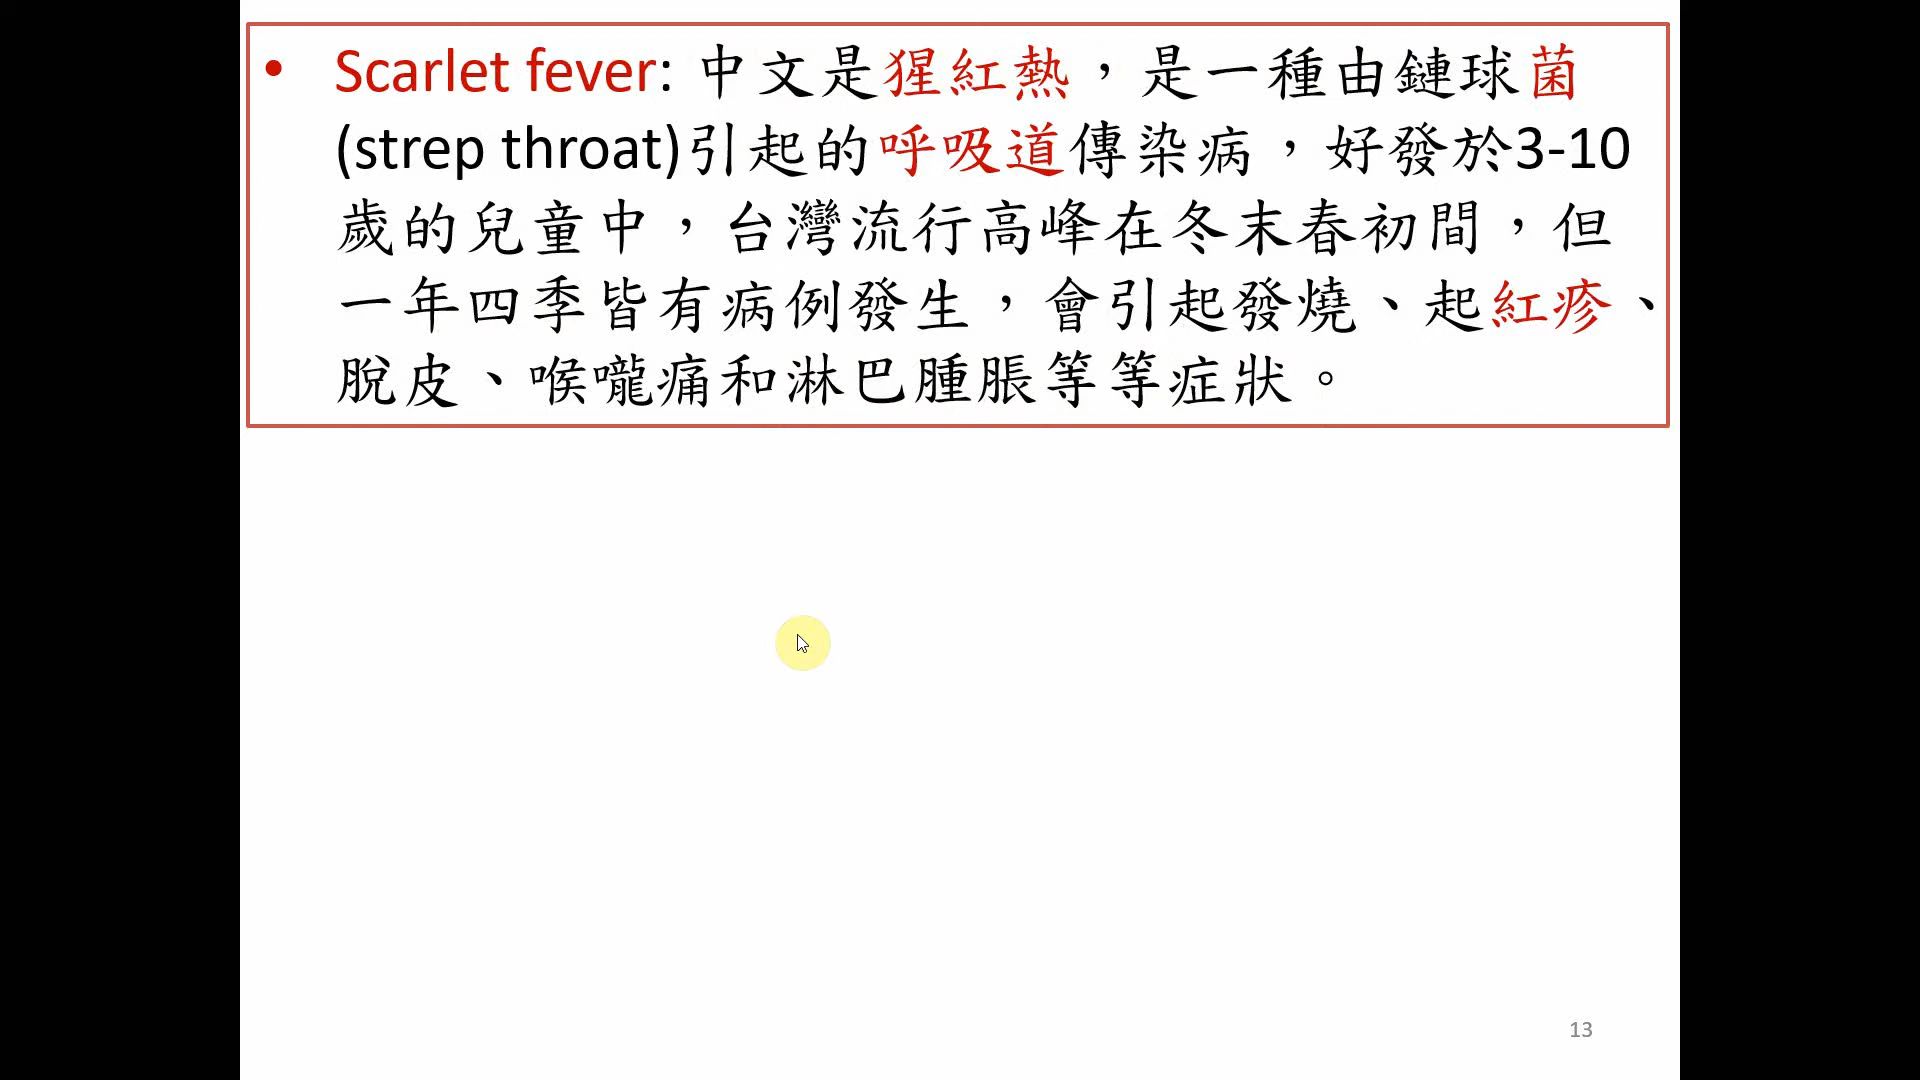 • Scarlet fever: 中文是猩紅熱，是一種由鏈球菌
(strep throat)引起的呼吸道傳染病，好發於3-10
歲的兒童中，台灣流行高峰在冬末春初間，但
一年四季皆有病例發生，會引起發燒、起紅疹、
脫皮、喉嚨痛和淋巴腫脹等等症狀。
13